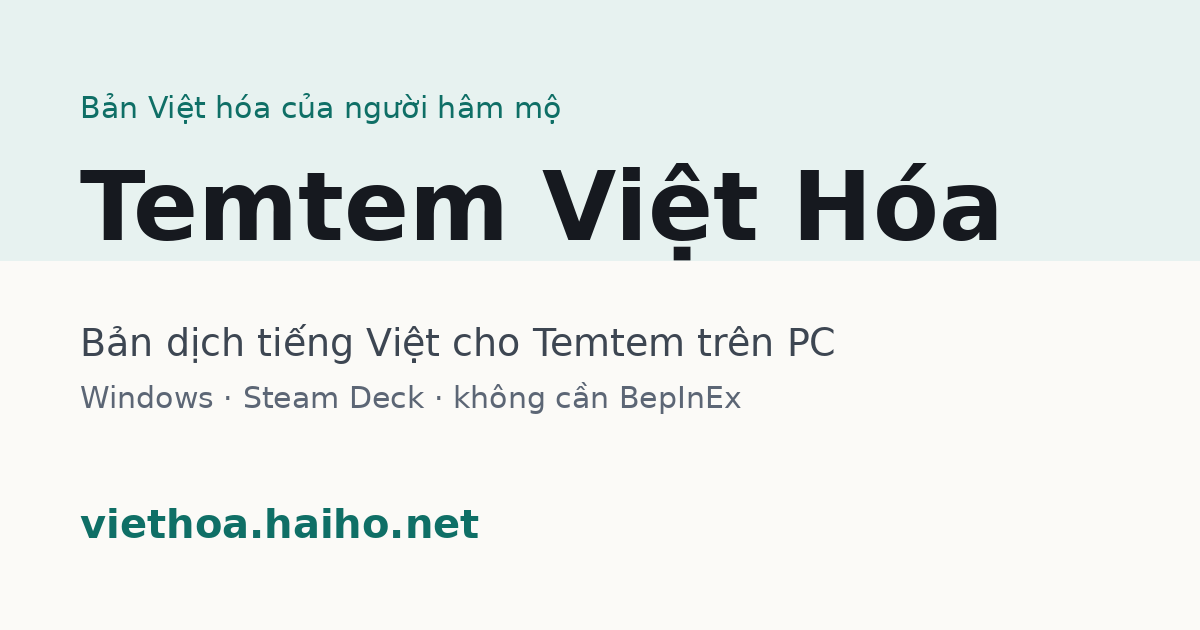 Bản Việt hóa của người hâm mộ
Temtem Việt Hóa
Bản dịch tiếng Việt cho Temtem trên PC
Windows · Steam Deck · không cần BepInEx
viethoa.haiho.net